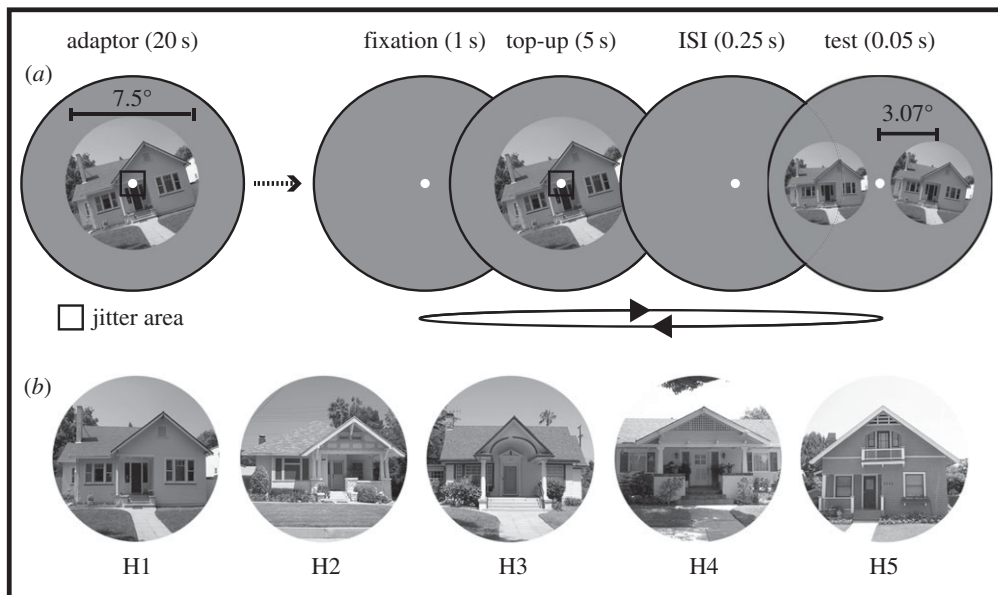 adaptor (20 s) fixation (1 s) top-up (5 s) ISI (0.25 s) test (0.05 s)
(a)
7.5°
3.07°
jitter area
(b)
H1 H2 H3 H4 H5